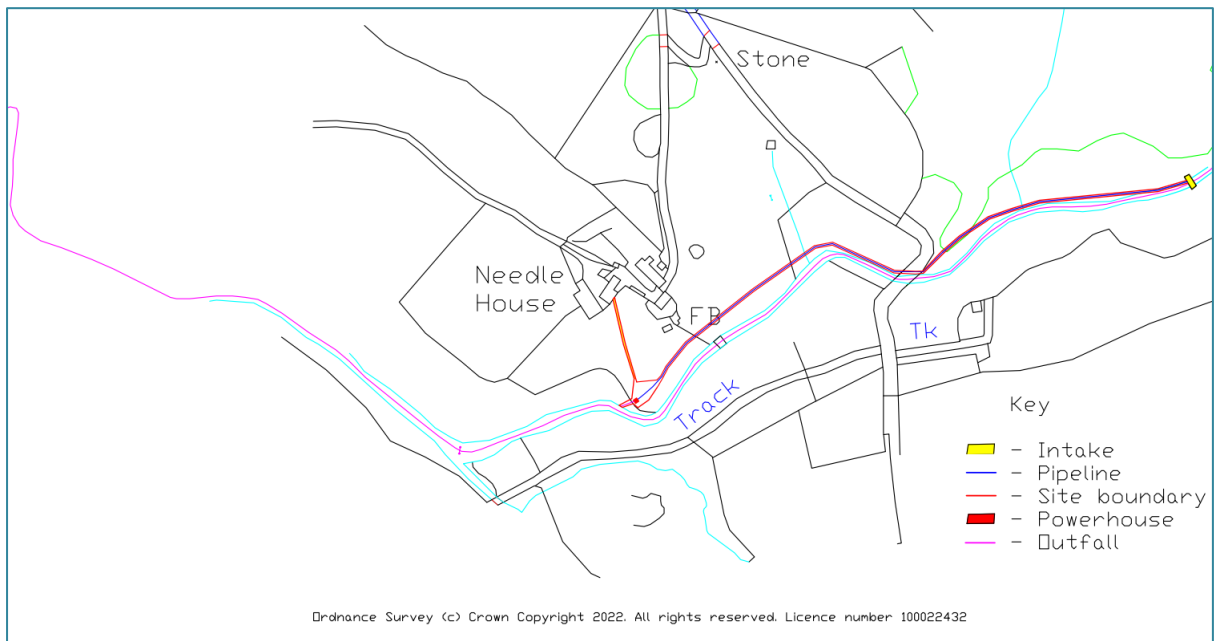 Stone
Needle
House
FB
Tk
Track
Key
– Intake
– Pipeline
– Site boundary
– Powerhouse
– Outfall
Ordnance Survey (c) Crown Copyright 2022. All rights reserved. Licence number 100022432